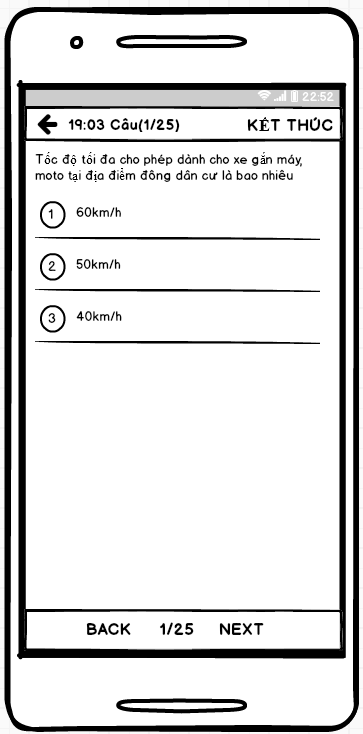 22:52
19:03 Câu(1/25) KẾT THÚC
Tốc độ tối đa cho phép dành cho xe gắn máy,
moto tại địa điểm đông dân cư là bao nhiêu
1 60km/h
2 50km/h
3 40km/h
BACK 1/25 NEXT